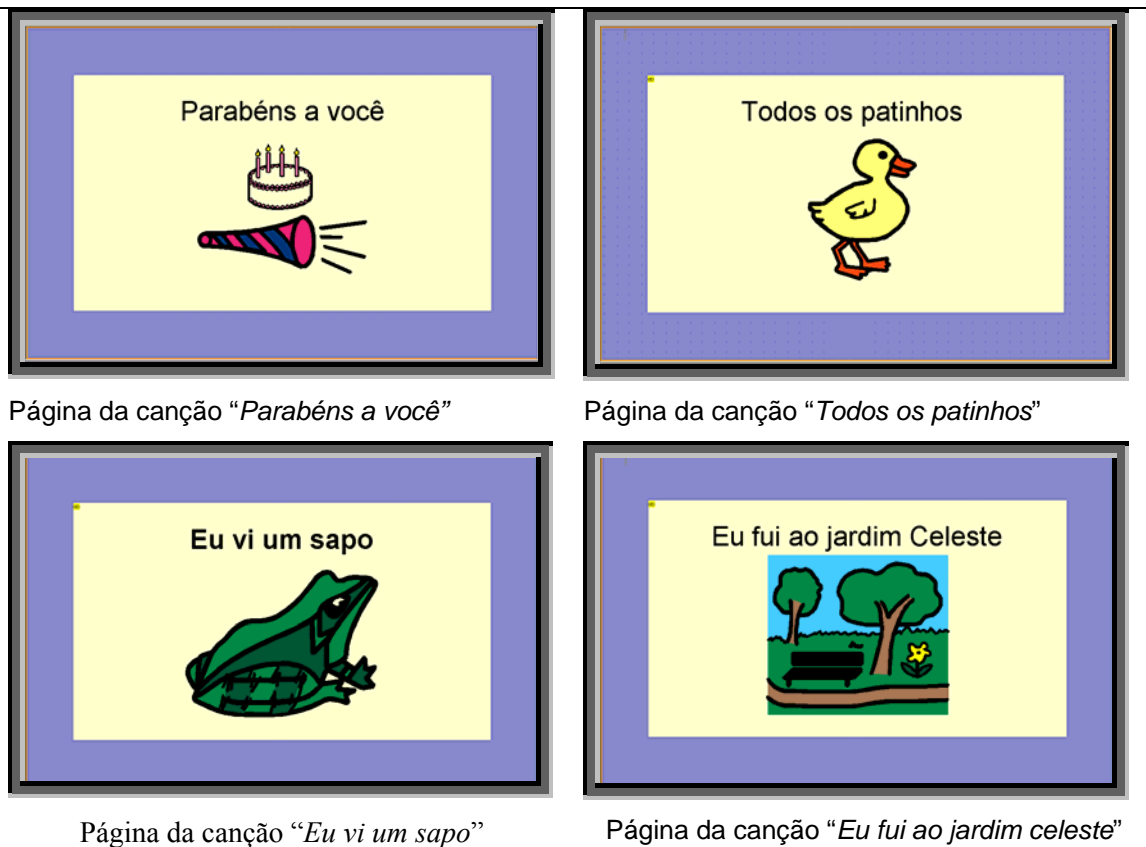 Parabéns a você
Todos os patinhos
Página da canção “Parabéns a você”
Página da canção “Todos os patinhos”
Eu vi um sapo
Eu fui ao jardim Celeste
Página da canção “Eu vi um sapo”
Página da canção “Eu fui ao jardim celeste”